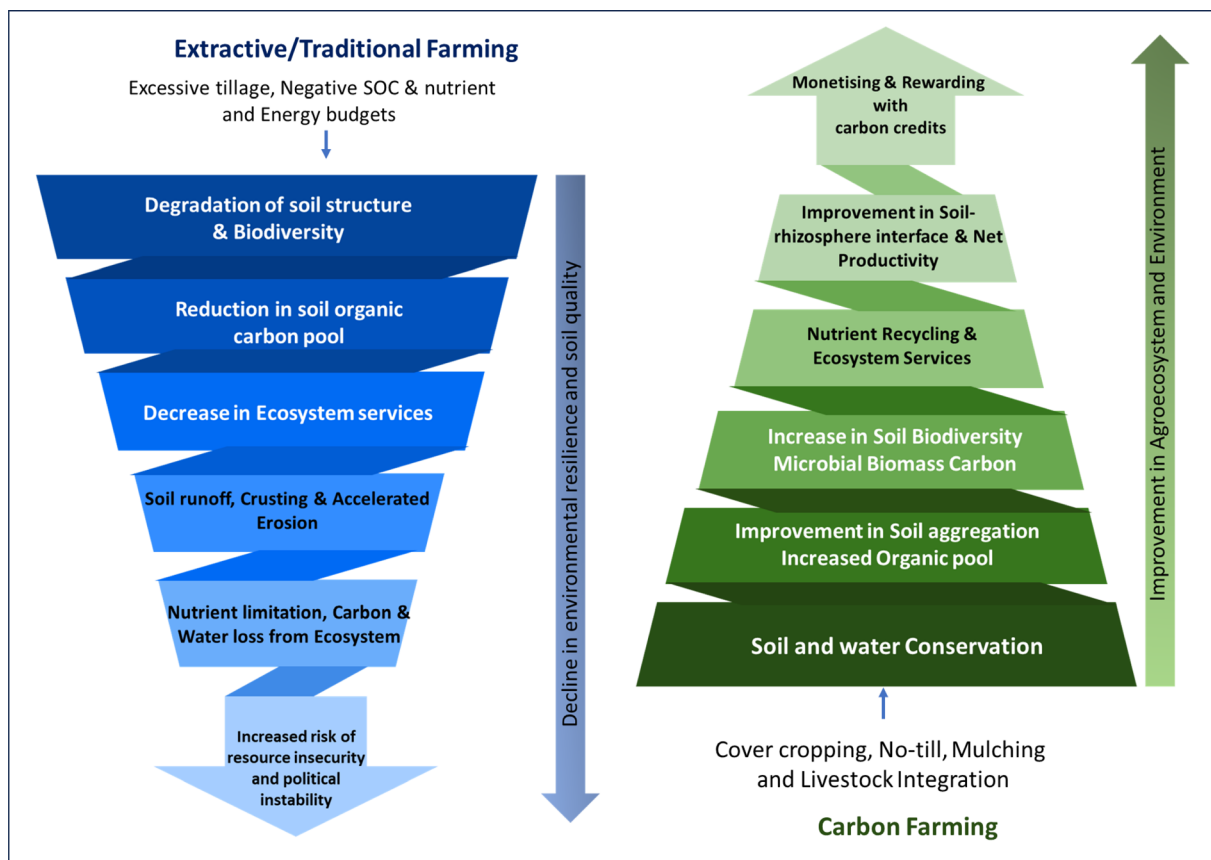 Extractive/Traditional Farming
Excessive tillage, Negative SOC & nutrient
and Energy budgets
Degradation of soil structure
& Biodiversity
Reduction in soil organic
carbon pool
Decrease in Ecosystem services
Soil runoff, Crusting & Accelerated
Erosion
Nutrient limitation, Carbon &
Water loss from Ecosystem
Increased risk of
resource insecurity
and political
instability
Decline in environmental resilience and soil quality
Monetising & Rewarding
with
carbon credits
Improvement in Soil-
rhizosphere interface & Net
Productivity
Nutrient Recycling &
Ecosystem Services
Increase in Soil Biodiversity
Microbial Biomass Carbon
Improvement in Soil aggregation
Increased Organic pool
Soil and water Conservation
Cover cropping, No-till, Mulching
and Livestock Integration
Carbon Farming
Improvement in Agroecosystem and Environment